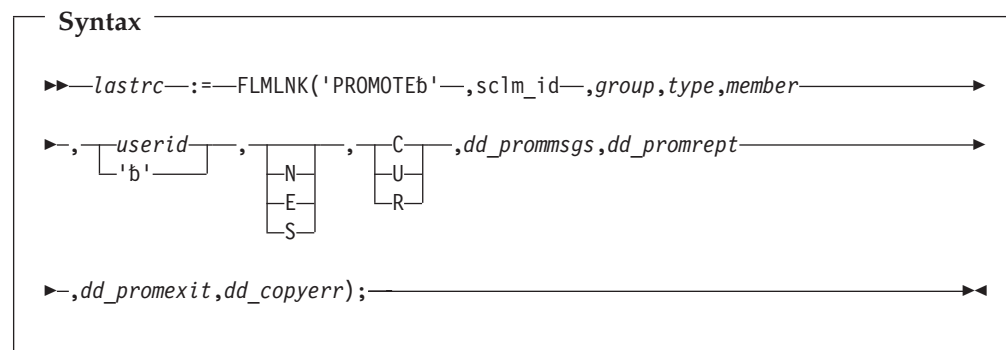 Syntax
lastrc := FLMLNK('PROMOTEƀ' ,sclm_id ,group,type,member
, userid , , C ,dd_prommsgs,dd_promrept
'ƀ' N U
E R
S
,dd_promexit,dd_copyerr);